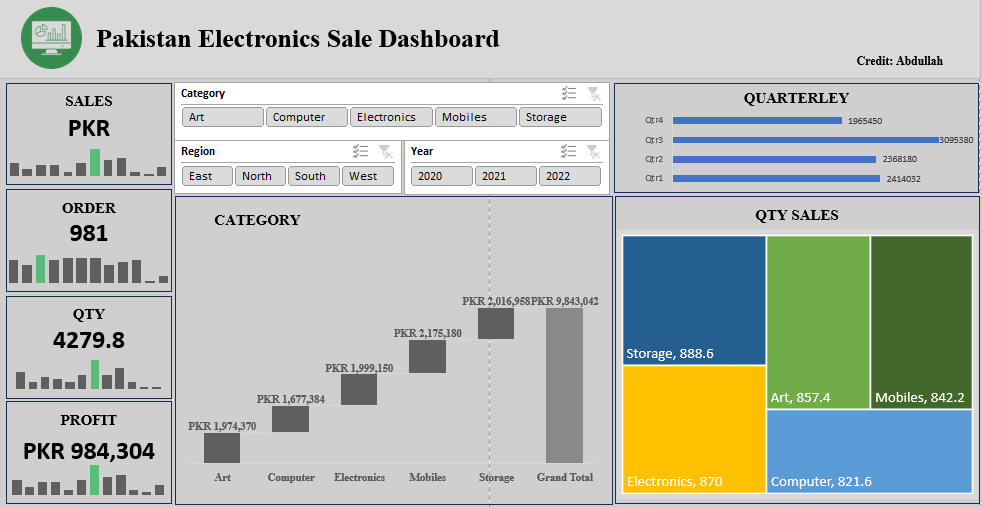 Pakistan Electronics Sale Dashboard
Credit: Abdullah
SALES
PKR
ORDER
981
QTY
4279.8
PROFIT
PKR 984,304
Category
Art Computer Electronics Mobiles Storage
Region
East North South West
Year
2020 2021 2022
QUARTERLEY
Qtr4 1965450
Qtr3 3095380
Qtr2 2368180
Qtr1 2414032
CATEGORY
PKR 2,016,958 PKR 9,843,042
PKR 2,175,180
PKR 1,999,150
PKR 1,677,384
PKR 1,974,370
Art Computer Electronics Mobiles Storage Grand Total
QTY SALES
Storage, 888.6
Art, 857.4
Mobiles, 842.2
Electronics, 870
Computer, 821.6